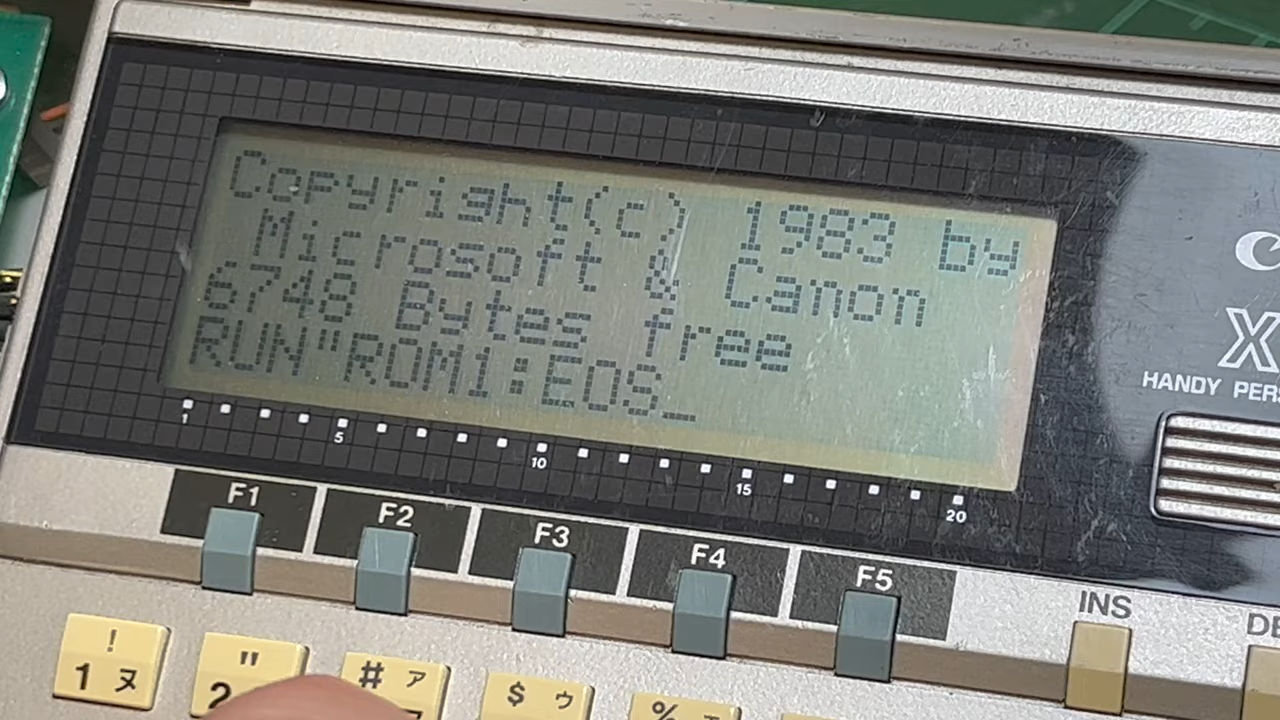 Copyright(c) 1983 by
Microsoft & Canon
6748 Bytes free
RUN"ROM1:EOS_
1 5 10 15 20
F1 F2 F3 F4 F5
INS
X
HANDY
! " # ア $ ゥ %
1 ヌ 2